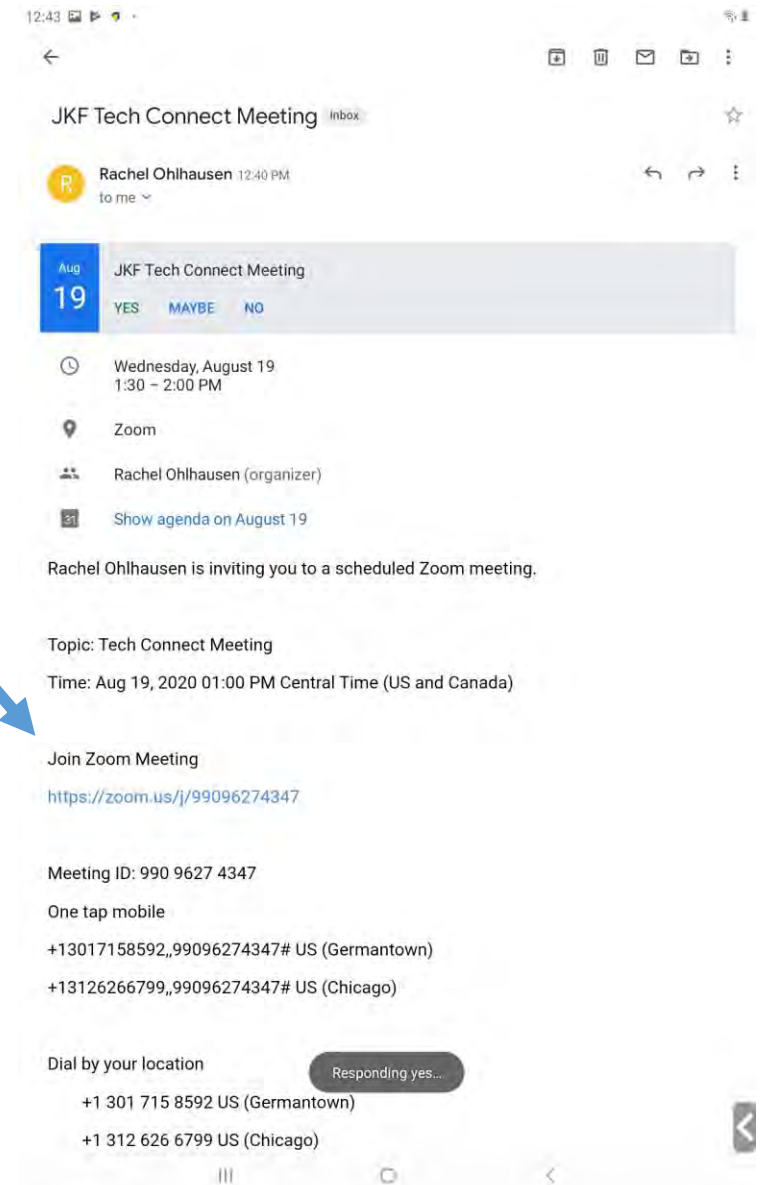 12:43
JKF Tech Connect Meeting Inbox
R
Rachel Ohlhausen 12:40 PM
to me
Aug
19
JKF Tech Connect Meeting
YES MAYBE NO
Wednesday, August 19
1:30 – 2:00 PM
Zoom
Rachel Ohlhausen (organizer)
31
Show agenda on August 19
Rachel Ohlhausen is inviting you to a scheduled Zoom meeting.
Topic: Tech Connect Meeting
Time: Aug 19, 2020 01:00 PM Central Time (US and Canada)
Join Zoom Meeting
https://zoom.us/j/99096274347
Meeting ID: 990 9627 4347
One tap mobile
+13017158592,,99096274347# US (Germantown)
+13126266799,,99096274347# US (Chicago)
Dial by your location
Responding yes...
+1 301 715 8592 US (Germantown)
+1 312 626 6799 US (Chicago)